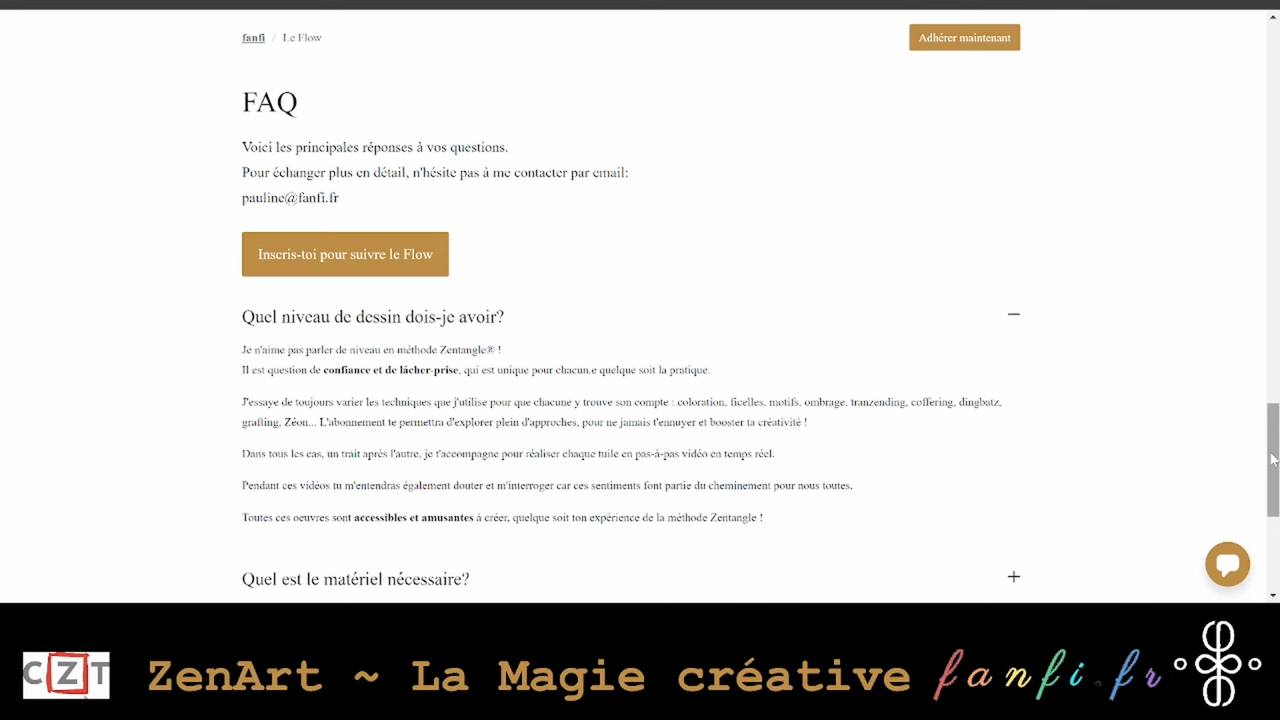 fanfi / Le Flow
Adhérer maintenant
FAQ
Voici les principales réponses à vos questions.
Pour échanger plus en détail, n'hésite pas à me contacter par email:
pauline@fanfi.fr
Inscris-toi pour suivre le Flow
Quel niveau de dessin dois-je avoir?
Je n'aime pas parler de niveau en méthode Zentangle® !
Il est question de confiance et de lâcher-prise, qui est unique pour chacun.e quelque soit la pratique.
J'essaye de toujours varier les techniques que j'utilise pour que chacune y trouve son compte : coloration, ficelles, motifs, ombrage, tranzending, coffering, dingbatz,
grafting, Zéon... L'abonnement te permettra d'explorer plein d'approches, pour ne jamais t'ennuyer et booster ta créativité !
Dans tous les cas, un trait après l'autre, je t'accompagne pour réaliser chaque tuile en pas-à-pas vidéo en temps réel.
Pendant ces vidéos tu m'entendras également douter et m'interroger car ces sentiments font partie du cheminement pour nous toutes.
Toutes ces oeuvres sont accessibles et amusantes à créer, quelque soit ton expérience de la méthode Zentangle !
Quel est le matériel nécessaire?
CZT
ZenArt ~ La Magie créative
fanfi.fr